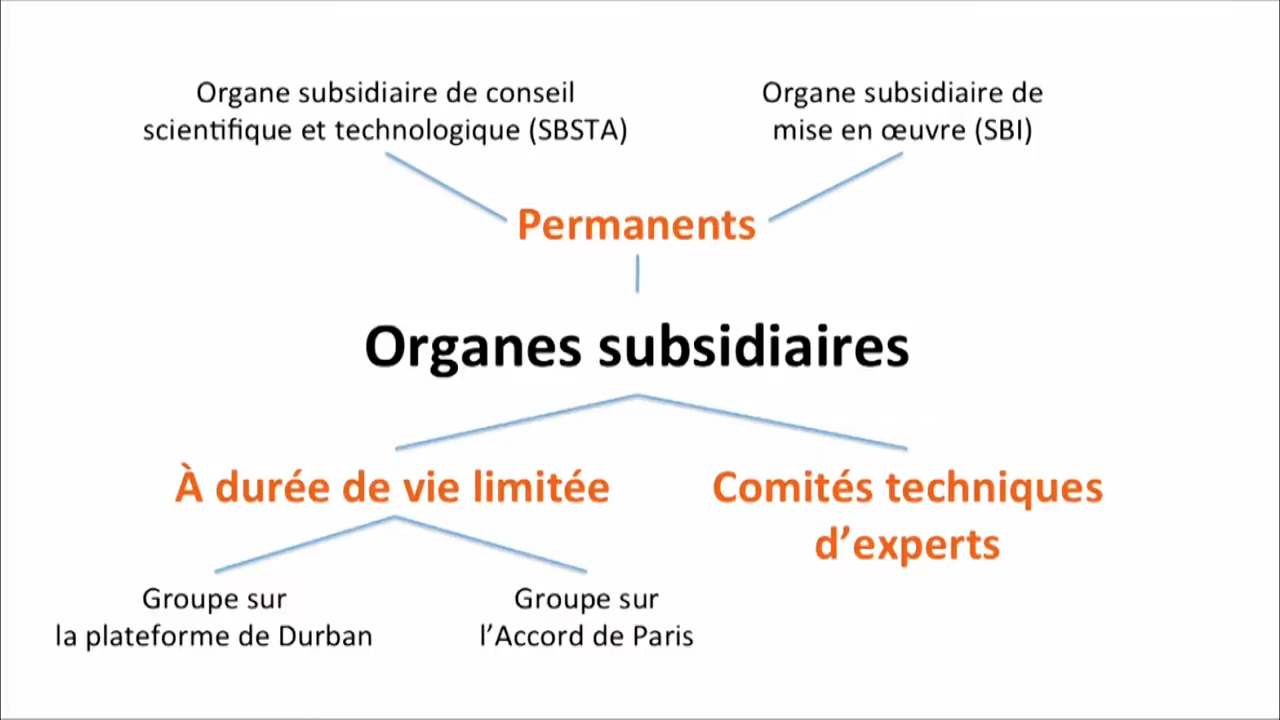 Organe subsidiaire de conseil
scientifique et technologique (SBSTA)
Organe subsidiaire de
mise en œuvre (SBI)
Permanents
Organes subsidiaires
À durée de vie limitée
Comités techniques
d’experts
Groupe sur
la plateforme de Durban
Groupe sur
l’Accord de Paris